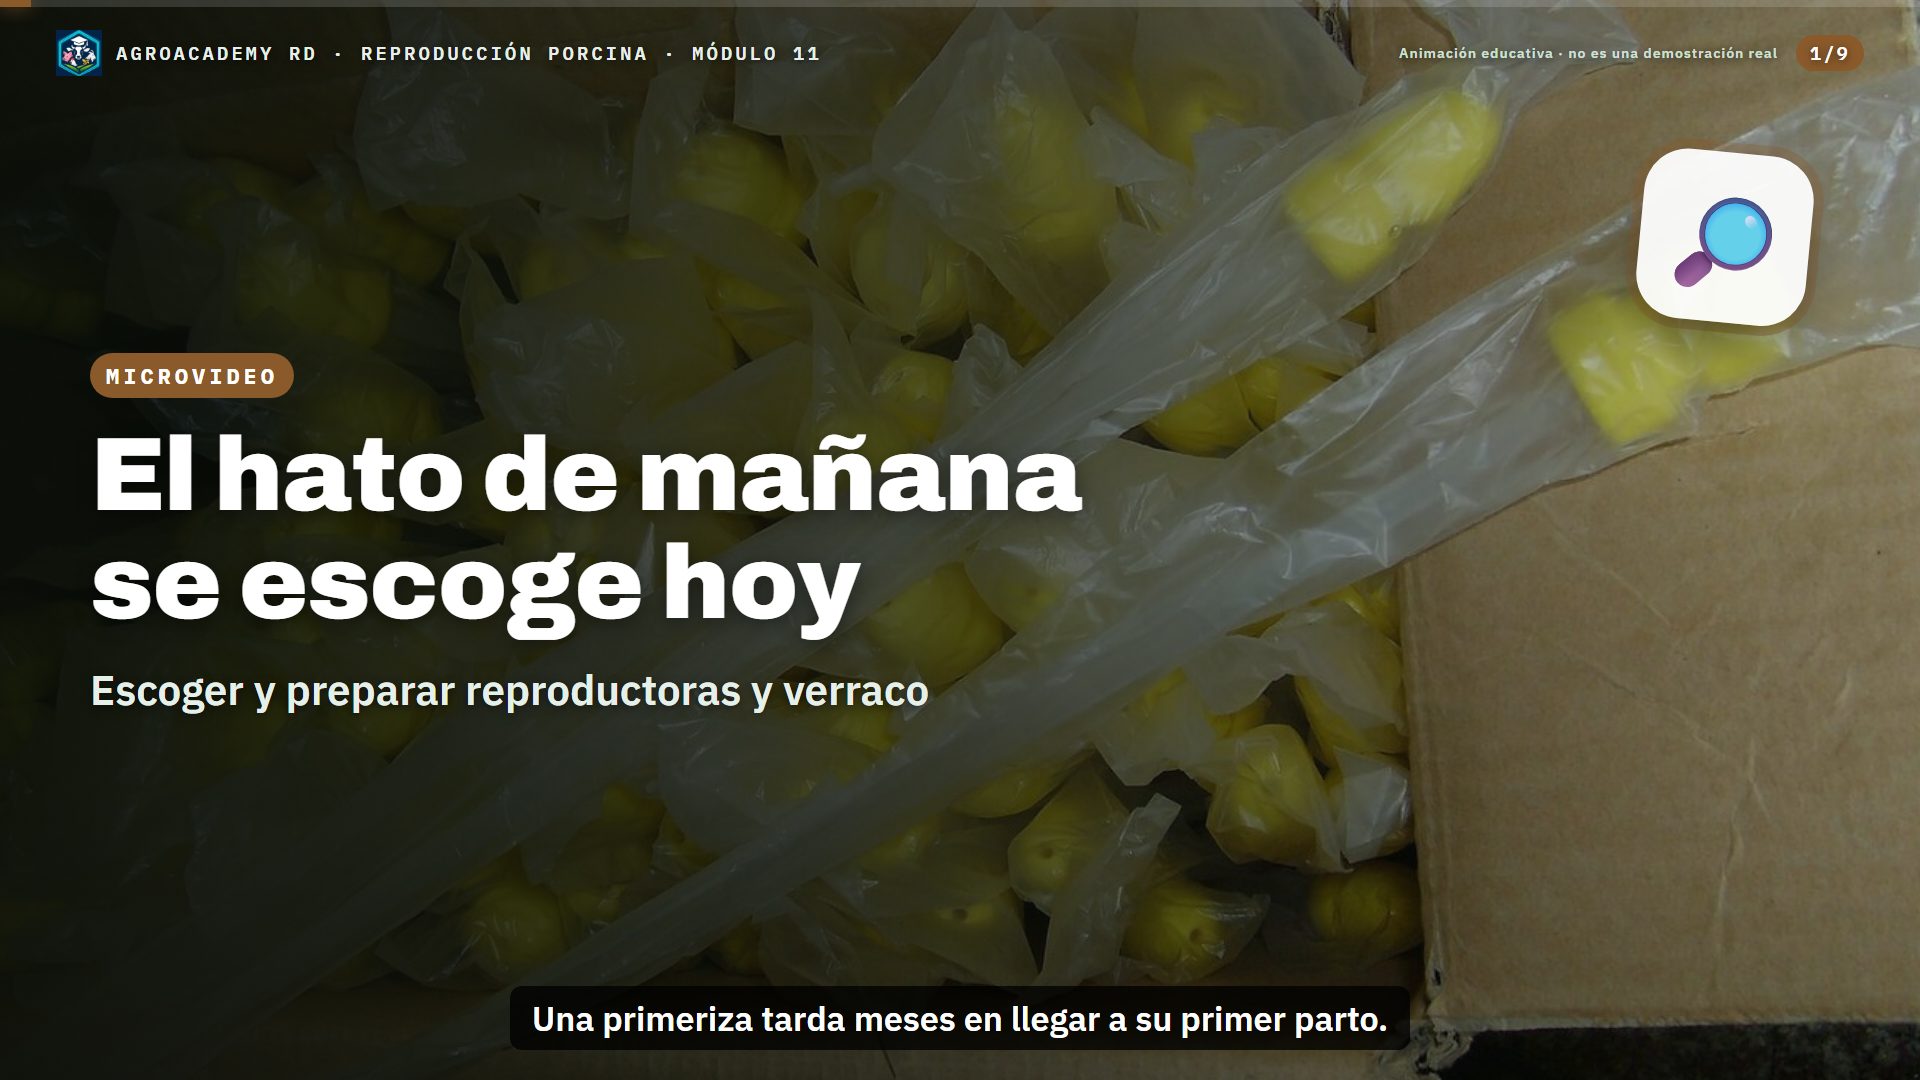 AGROACADEMY RD · REPRODUCCIÓN PORCINA · MÓDULO 11
Animación educativa · no es una demostración real
1/9
MICROVIDEO
El hato de mañana
se escoge hoy
Escoger y preparar reproductoras y verraco
Una primeriza tarda meses en llegar a su primer parto.